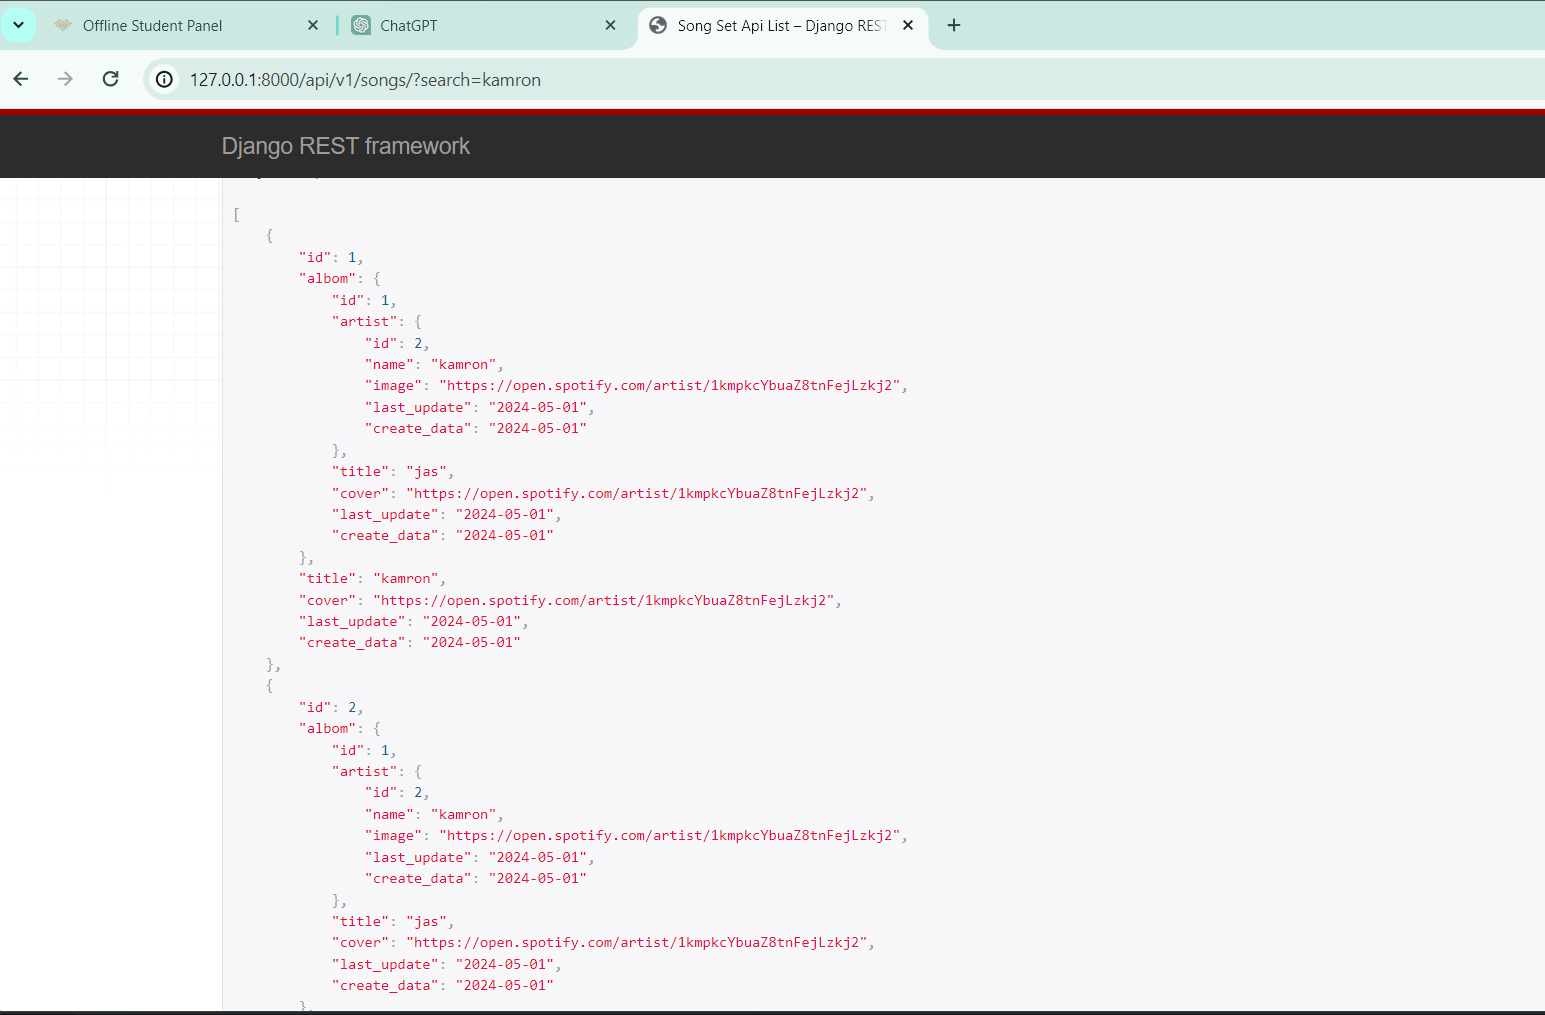 Offline Student Panel
ChatGPT
Song Set Api List – Django RES
127.0.0.1:8000/api/v1/songs/?search=kamron
Django REST framework
[
{
"id": 1,
"albom": {
"id": 1,
"artist": {
"id": 2,
"name": "kamron",
"image": "https://open.spotify.com/artist/1kmpkcYbuaZ8tnFejLzkj2",
"last_update": "2024-05-01",
"create_data": "2024-05-01"
},
"title": "jas",
"cover": "https://open.spotify.com/artist/1kmpkcYbuaZ8tnFejLzkj2",
"last_update": "2024-05-01",
"create_data": "2024-05-01"
},
"title": "kamron",
"cover": "https://open.spotify.com/artist/1kmpkcYbuaZ8tnFejLzkj2",
"last_update": "2024-05-01",
"create_data": "2024-05-01"
},
{
"id": 2,
"albom": {
"id": 1,
"artist": {
"id": 2,
"name": "kamron",
"image": "https://open.spotify.com/artist/1kmpkcYbuaZ8tnFejLzkj2",
"last_update": "2024-05-01",
"create_data": "2024-05-01"
},
"title": "jas",
"cover": "https://open.spotify.com/artist/1kmpkcYbuaZ8tnFejLzkj2",
"last_update": "2024-05-01",
"create_data": "2024-05-01"
},